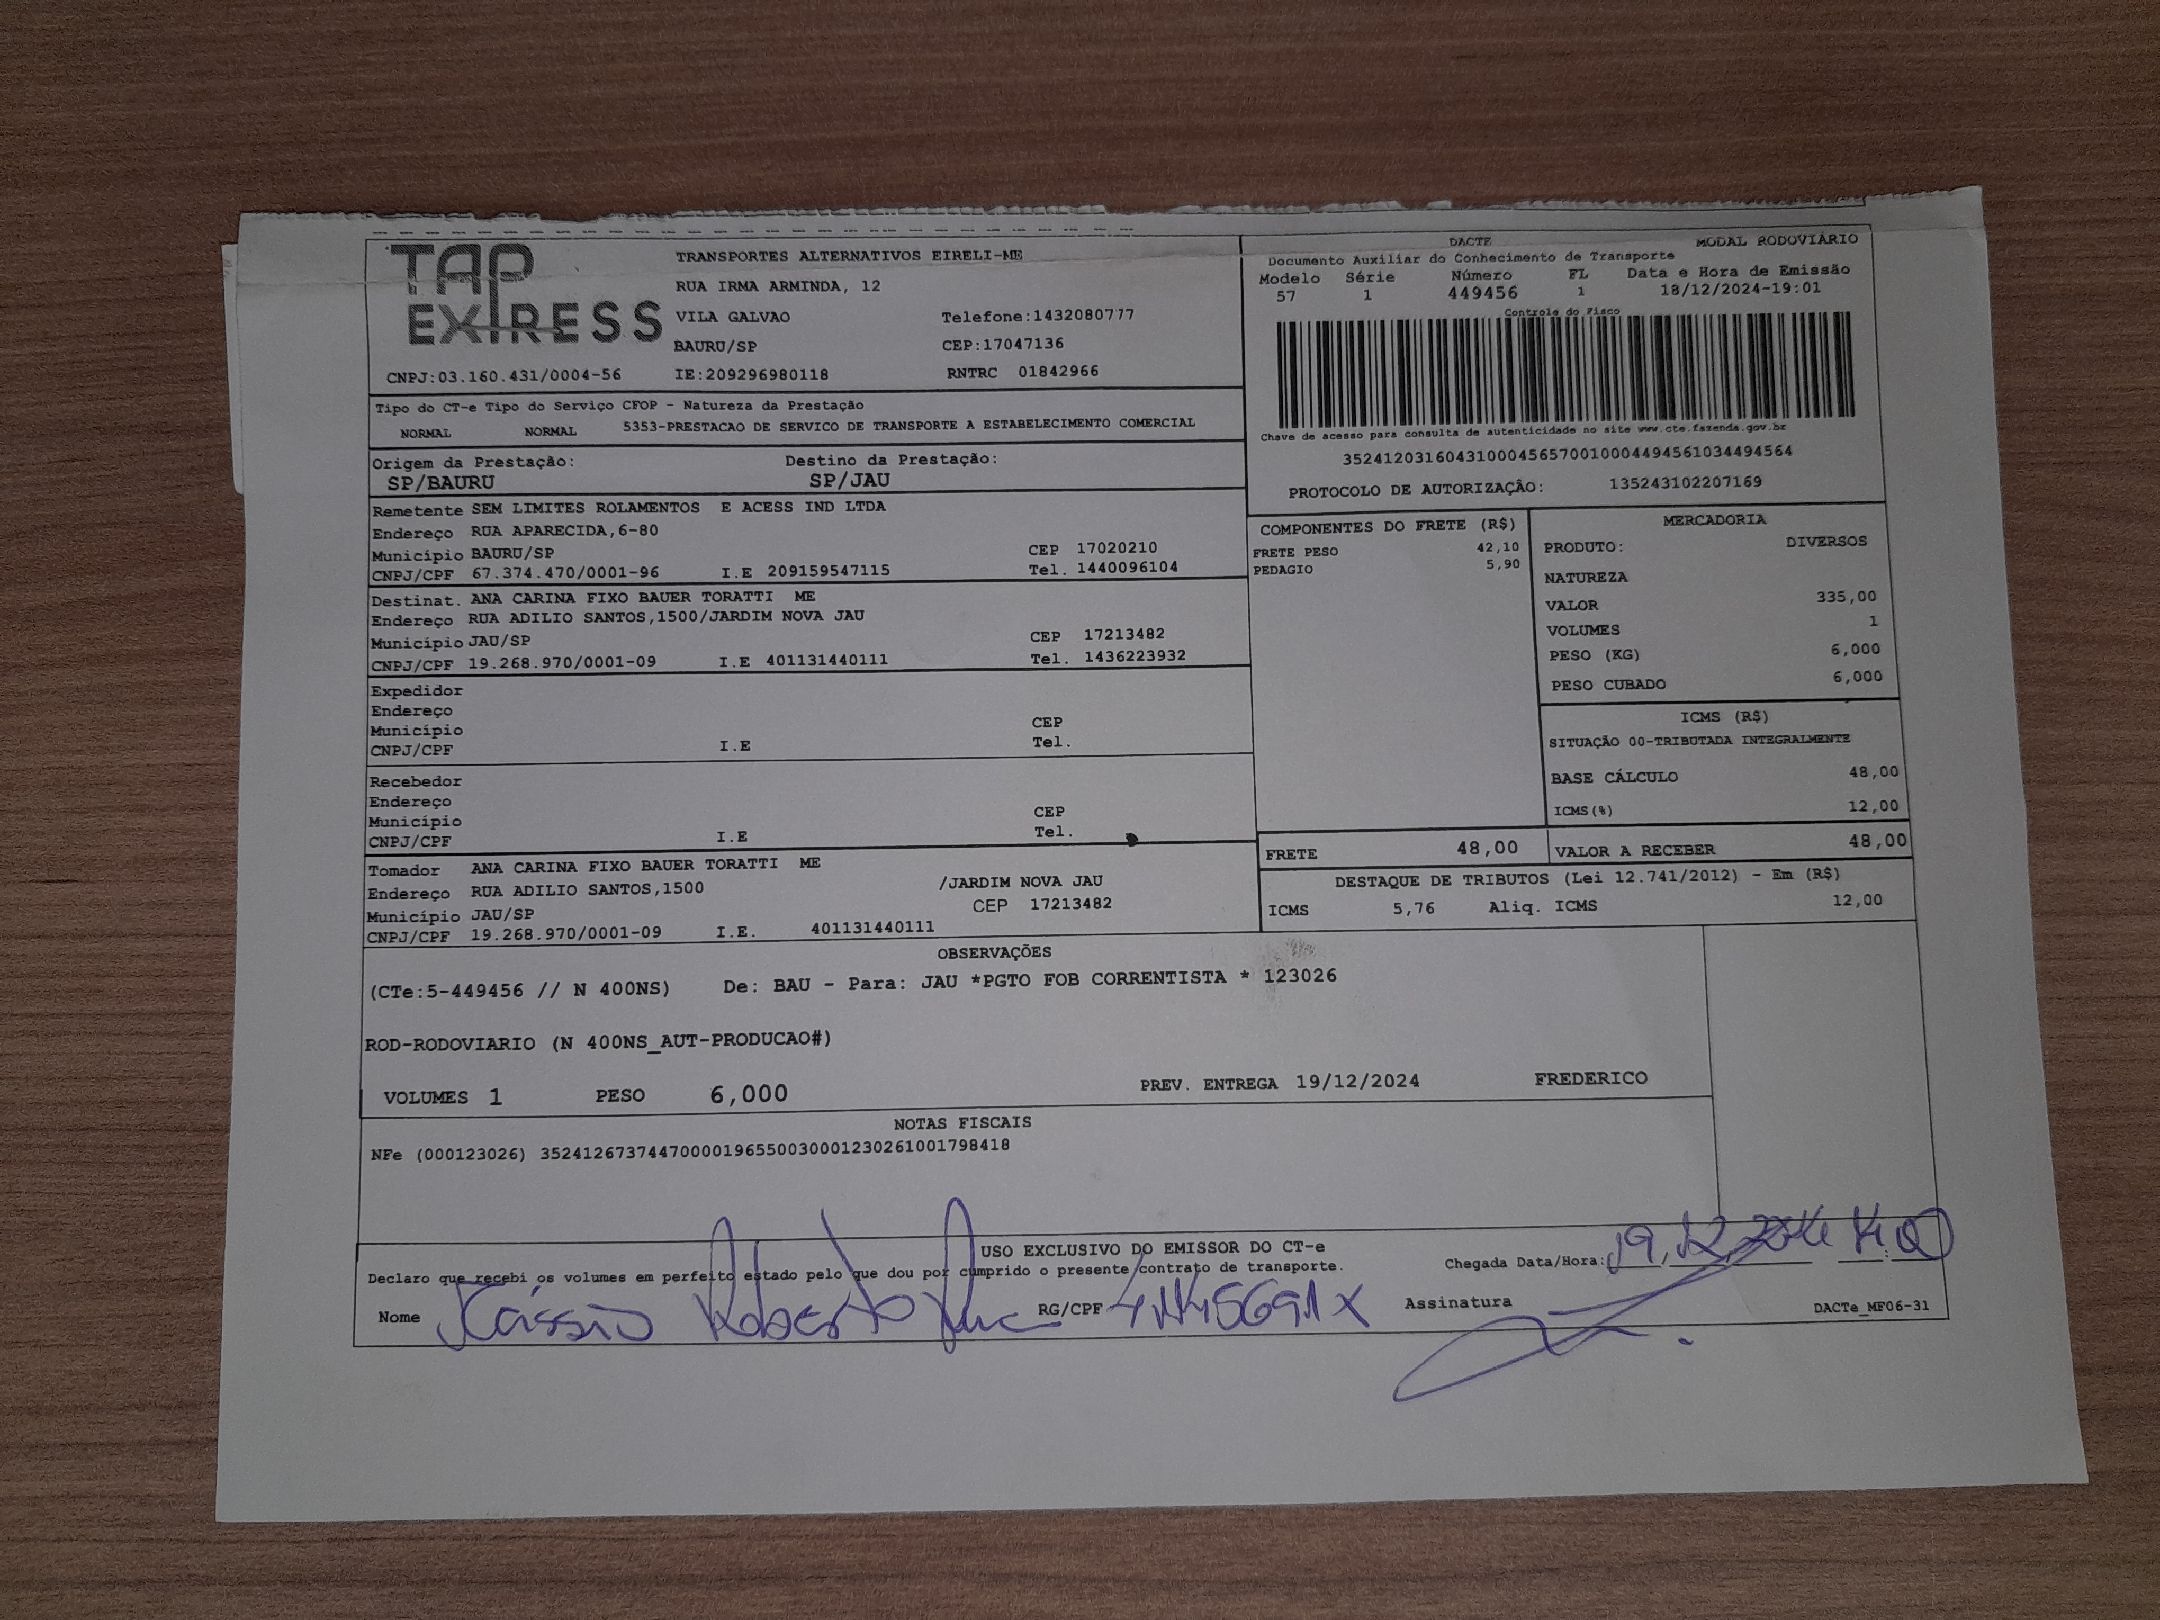 TAP EXPRESS
TRANSPORTES ALTERNATIVOS EIRELI-ME
RUA IRMA ARMINDA, 12
VILA GALVAO Telefone:1432080777
BAURU/SP CEP:17047136
CNPJ:03.160.431/0004-56 IE:209296980118 RNTRC 01842966
DACTE MODAL RODOVIÁRIO
Documento Auxiliar do Conhecimento de Transporte
Modelo Série Número FL Data e Hora de Emissão
57 1 449456 1 18/12/2024-19:01
Controle do Fisco
Chave de acesso para consulta de autenticidade no site www.cte.fazenda.gov.br
35241203160431000456570010004494561034494564
PROTOCOLO DE AUTORIZAÇÃO: 135243102207169
Tipo do CT-e Tipo do Serviço CFOP - Natureza da Prestação
NORMAL NORMAL 5353-PRESTACAO DE SERVICO DE TRANSPORTE A ESTABELECIMENTO COMERCIAL
Origem da Prestação: Destino da Prestação:
SP/BAURU SP/JAU
Remetente SEM LIMITES ROLAMENTOS E ACESS IND LTDA
Endereço RUA APARECIDA,6-80
Município BAURU/SP CEP 17020210
CNPJ/CPF 67.374.470/0001-96 I.E 209159547115 Tel. 1440096104
Destinat. ANA CARINA FIXO BAUER TORATTI ME
Endereço RUA ADILIO SANTOS,1500/JARDIM NOVA JAU
Município JAU/SP CEP 17213482
CNPJ/CPF 19.268.970/0001-09 I.E 401131440111 Tel. 1436223932
Expedidor
Endereço
Município CEP
CNPJ/CPF I.E Tel.
Recebedor
Endereço
Município CEP
CNPJ/CPF I.E Tel.
Tomador ANA CARINA FIXO BAUER TORATTI ME
Endereço RUA ADILIO SANTOS,1500 /JARDIM NOVA JAU
Município JAU/SP CEP 17213482
CNPJ/CPF 19.268.970/0001-09 I.E. 401131440111
COMPONENTES DO FRETE (R$)
FRETE PESO 42,10
PEDAGIO 5,90
MERCADORIA
PRODUTO: DIVERSOS
NATUREZA
VALOR 335,00
VOLUMES 1
PESO (KG) 6,000
PESO CUBADO 6,000
ICMS (R$)
SITUAÇÃO 00-TRIBUTADA INTEGRALMENTE
BASE CÁLCULO 48,00
ICMS(%) 12,00
FRETE 48,00 VALOR A RECEBER 48,00
DESTAQUE DE TRIBUTOS (Lei 12.741/2012) - Em (R$)
ICMS 5,76 Aliq. ICMS 12,00
OBSERVAÇÕES
(CTe:5-449456 // N 400NS) De: BAU - Para: JAU *PGTO FOB CORRENTISTA * 123026
ROD-RODOVIARIO (N 400NS_AUT-PRODUCAO#)
VOLUMES 1 PESO 6,000 PREV. ENTREGA 19/12/2024 FREDERICO
NOTAS FISCAIS
NFe (000123026) 35241267374470000196550030001230261001798418
USO EXCLUSIVO DO EMISSOR DO CT-e
Declaro que recebi os volumes em perfeito estado pelo que dou por cumprido o presente contrato de transporte.
Chegada Data/Hora: 19,12,2024
Nome Cássio Roberto RG/CPF Assinatura
DACTe_MF06-31